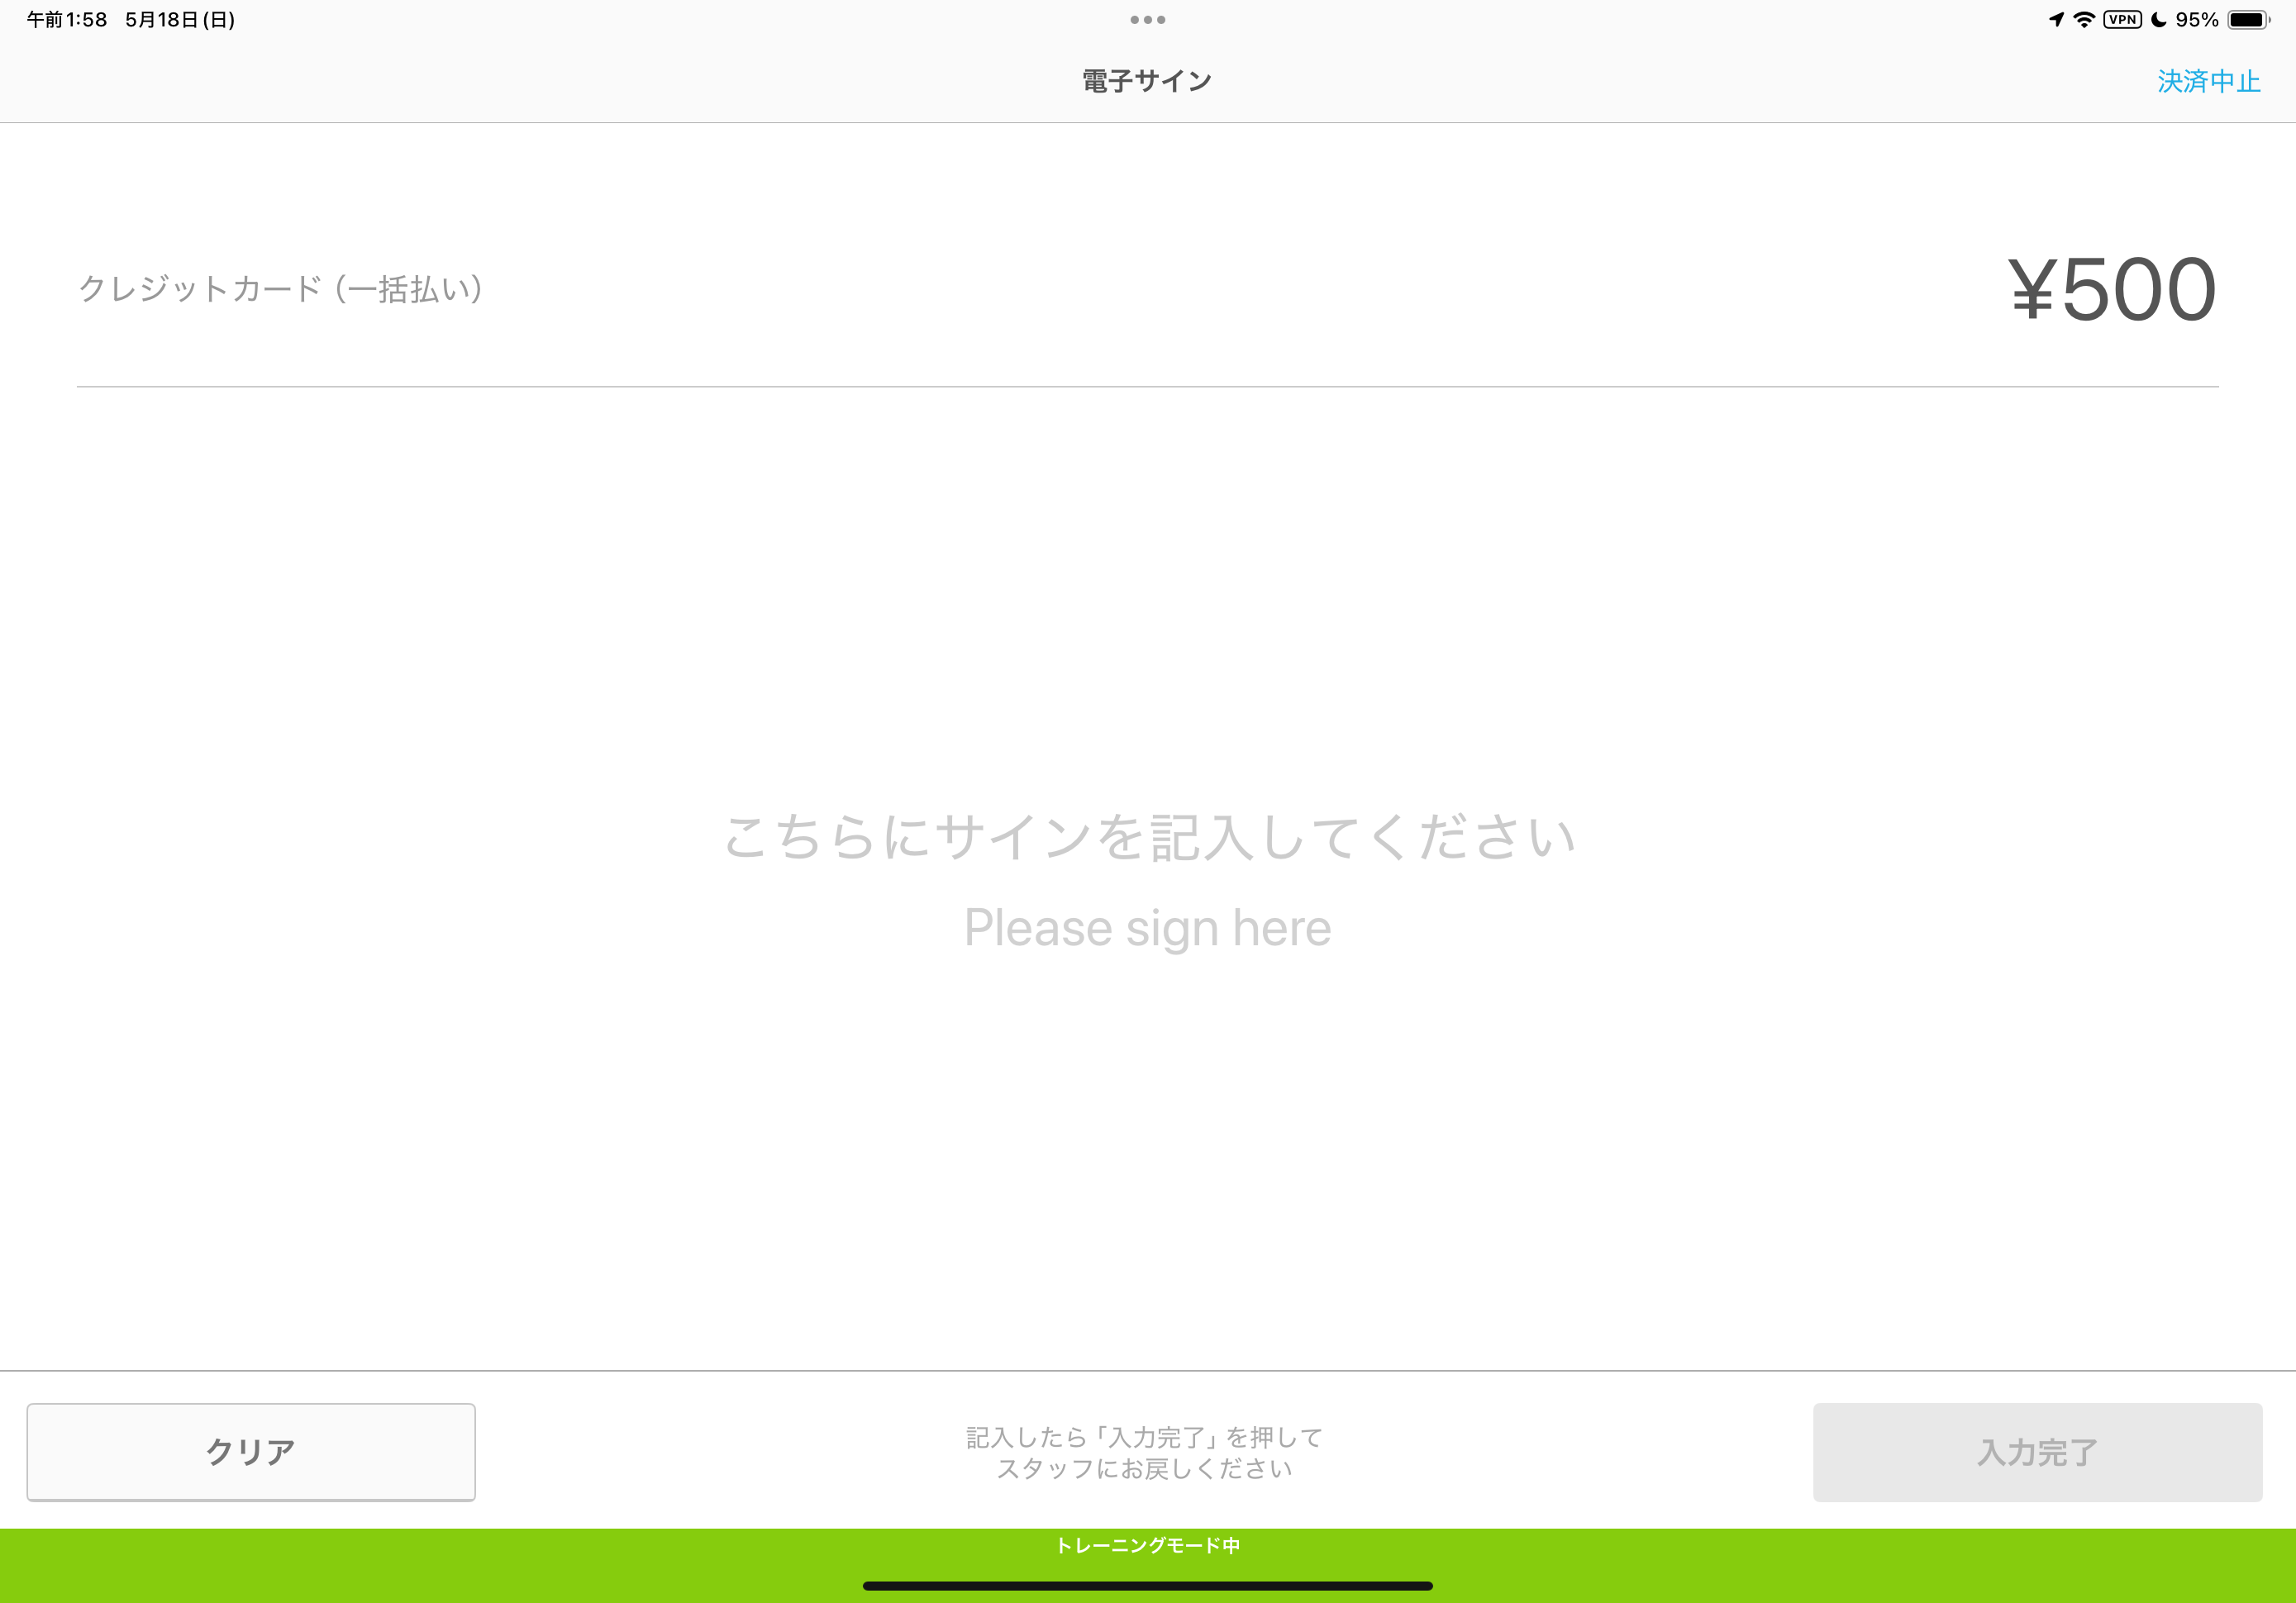 午前1:58 5月18日(日)
VPN 95%
電子サイン
決済中止
クレジットカード（一括払い）
¥500
こちらにサインを記入してください
Please sign here
クリア
記入したら「入力完了」を押して
スタッフにお戻しください
入力完了
トレーニングモード中